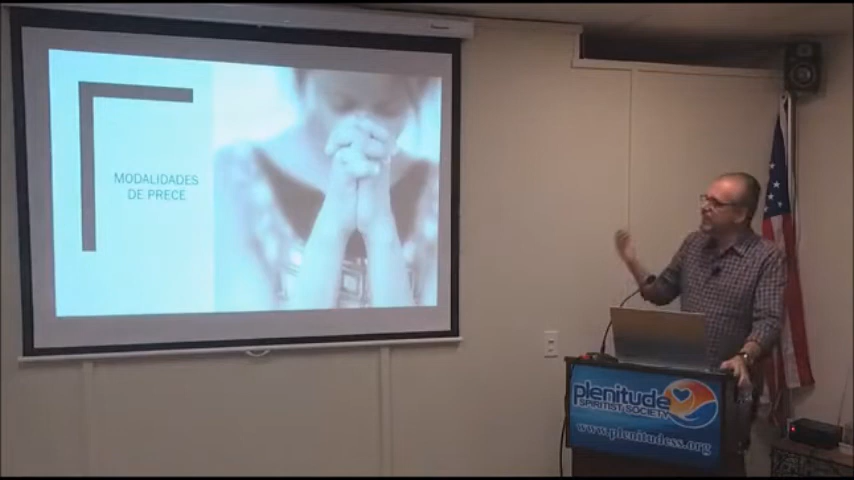 MODALIDADES
DE PRECE
plenitude
SPIRITIST SOCIETY
www.plenitudess.org